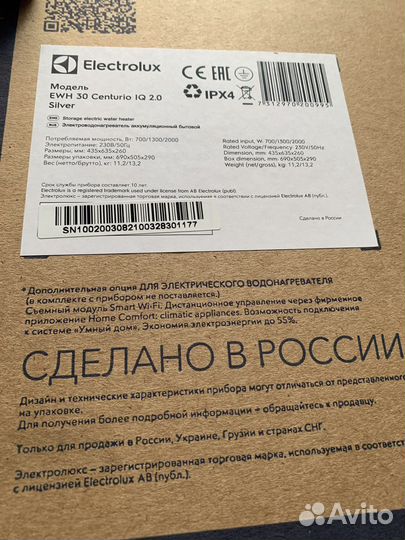 Electrolux
CE EAC
IPX4
7 312970 200995
Модель
EWH 30 Centurio IQ 2.0
Silver
Storage electric water heater
Электроводонагреватель аккумуляционный бытовой
Потребляемая мощность, Вт: 700/1300/2000
Электропитание: 230В/50Гц
Размеры, мм: 435х635х260
Размеры упаковки, мм: 690х505х290
Вес (нетто/брутто), кг: 11,2/13,2
Rated input, W: 700/1300/2000
Rated Voltage/Frequency: 230V/50Hz
Dimension, mm: 435x635x260
Box dimension, mm: 690x505x290
Weight (net/gross), kg: 11,2/13,2
Срок службы прибора составляет 10 лет.
Electrolux is a registered trademark used under license from AB Electrolux (publ).
Электролюкс – зарегистрированная торговая марка, используемая в соответствии с лицензией Electrolux AB (публ.).
SN1002003082100328301177
Сделано в России
*Дополнительная опция ДЛЯ ЭЛЕКТРИЧЕСКОГО ВОДОНАГРЕВАТЕЛЯ
(в комплекте с прибором не поставляется).
Съемный модуль Smart Wi-Fi. Дистанционное управление через фирменное
приложение Home Comfort: climatic appliances. Возможность подключения
к системе «Умный дом». Экономия электроэнергии до 55%.
СДЕЛАНО В РОССИИ
Дизайн и технические характеристики прибора могут отличаться от представленного
на упаковке.
Для получения более подробной информации – обращайтесь к продавцу.
Только для продажи в России, Украине, Грузии и странах СНГ.
Электролюкс – зарегистрированная торговая марка, используемая в соответств
с лицензией Electrolux AB (публ.).
Avito